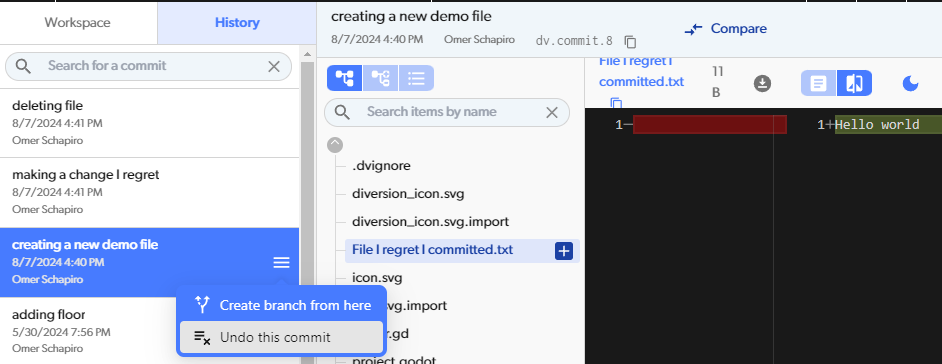 Workspace
History
Search for a commit
deleting file
8/7/2024 4:41 PM
Omer Schapiro
making a change I regret
8/7/2024 4:41 PM
Omer Schapiro
creating a new demo file
8/7/2024 4:40 PM
Omer Schapiro
adding floor
5/30/2024 7:56 PM
Omer Schapiro
Create branch from here
Undo this commit
creating a new demo file
8/7/2024 4:40 PM Omer Schapiro dv.commit.8
Compare
Search items by name
.dvignore
diversion_icon.svg
diversion_icon.svg.import
File I regret I committed.txt
icon.svg
svg.import
.gd
project.godot
File I regret I
committed.txt
11
B
1-
1+Hello world